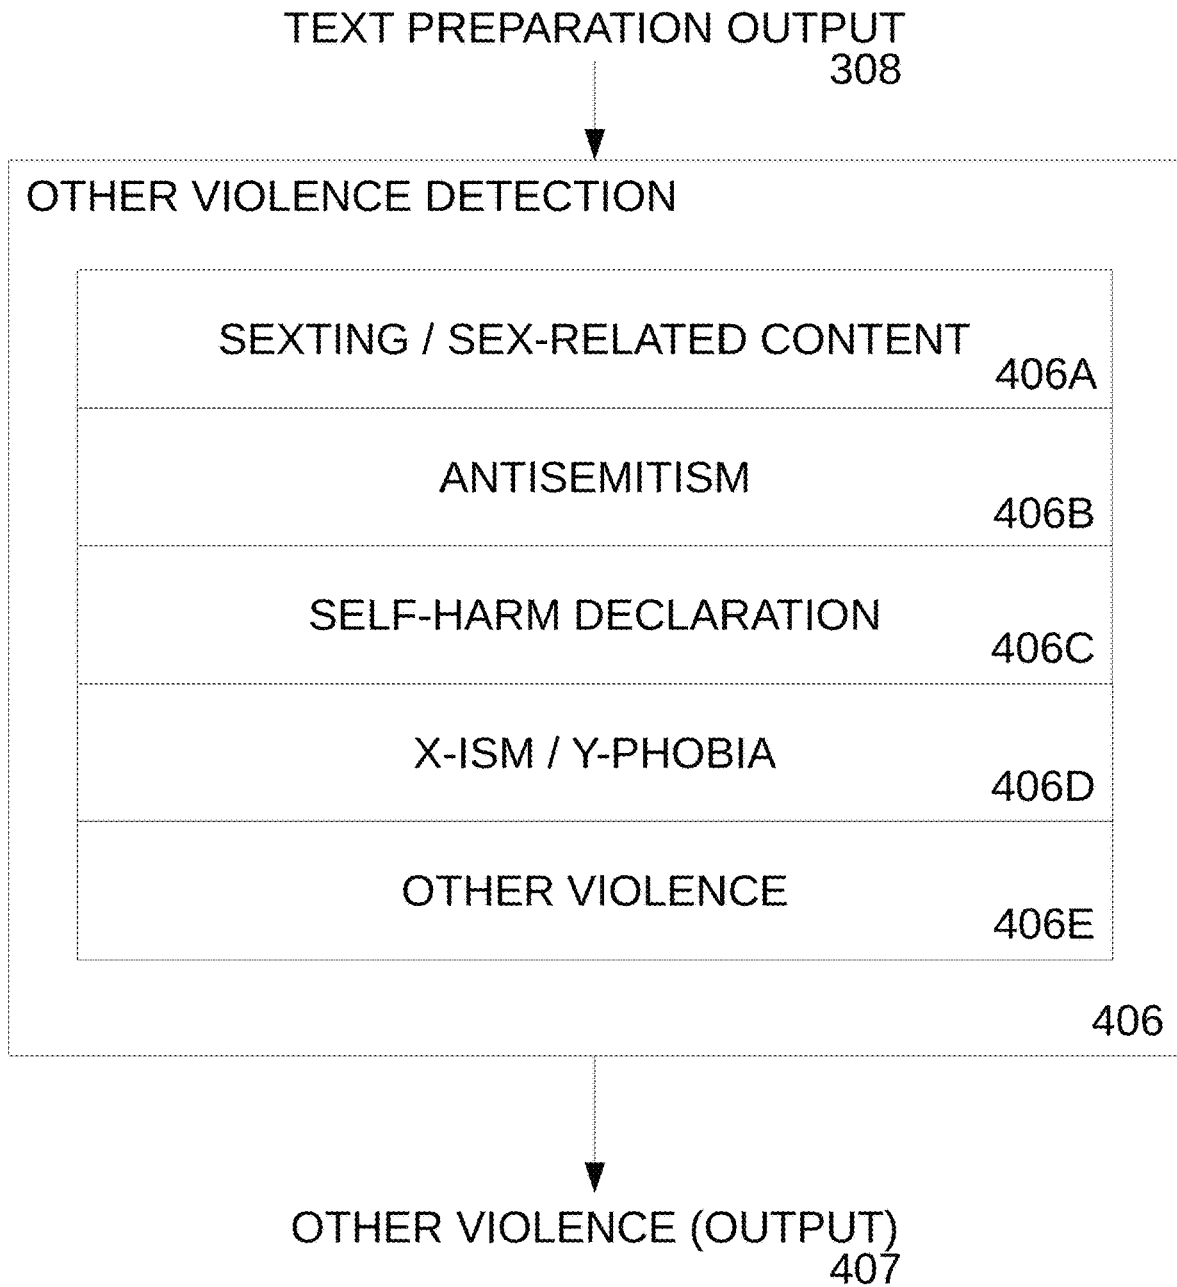 TEXT PREPARATION OUTPUT
308
OTHER VIOLENCE DETECTION
SEXTING / SEX-RELATED CONTENT
406A
ANTISEMITISM
406B
SELF-HARM DECLARATION
406C
X-ISM / Y-PHOBIA
406D
OTHER VIOLENCE
406E
406
OTHER VIOLENCE (OUTPUT)
407